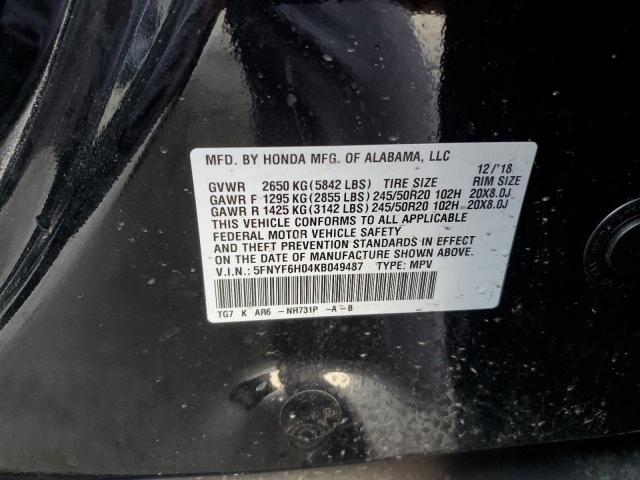 MFD. BY HONDA MFG. OF ALABAMA, LLC 12/'18
GVWR 2650 KG (5842 LBS) TIRE SIZE RIM SIZE
GAWR F 1295 KG (2855 LBS) 245/50R20 102H 20X8.0J
GAWR R 1425 KG (3142 LBS) 245/50R20 102H 20X8.0J
THIS VEHICLE CONFORMS TO ALL APPLICABLE
FEDERAL MOTOR VEHICLE SAFETY
AND THEFT PREVENTION STANDARDS IN EFFECT
ON THE DATE OF MANUFACTURE SHOWN ABOVE.
V.I.N.: 5FNYF6H04KB049487 TYPE: MPV
TG7 K AR6 -NH731P -A-B